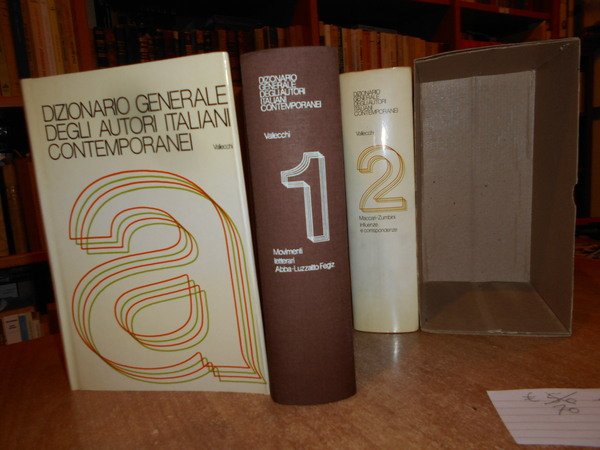 DIZIONARIO GENERALE
DEGLI AUTORI ITALIANI
CONTEMPORANEI
Vallecchi
a
DIZIONARIO
GENERALE
DEGLI AUTORI
ITALIANI
CONTEMPORANEI
Vallecchi
1
Movimenti
letterari
Abba-Luzzatto Fegiz
DIZIONARIO
GENERALE
DEGLI AUTORI
ITALIANI
CONTEMPORANEI
Vallecchi
2
Maccari-Zumbini
Influenze
e corrispondenze
€
70